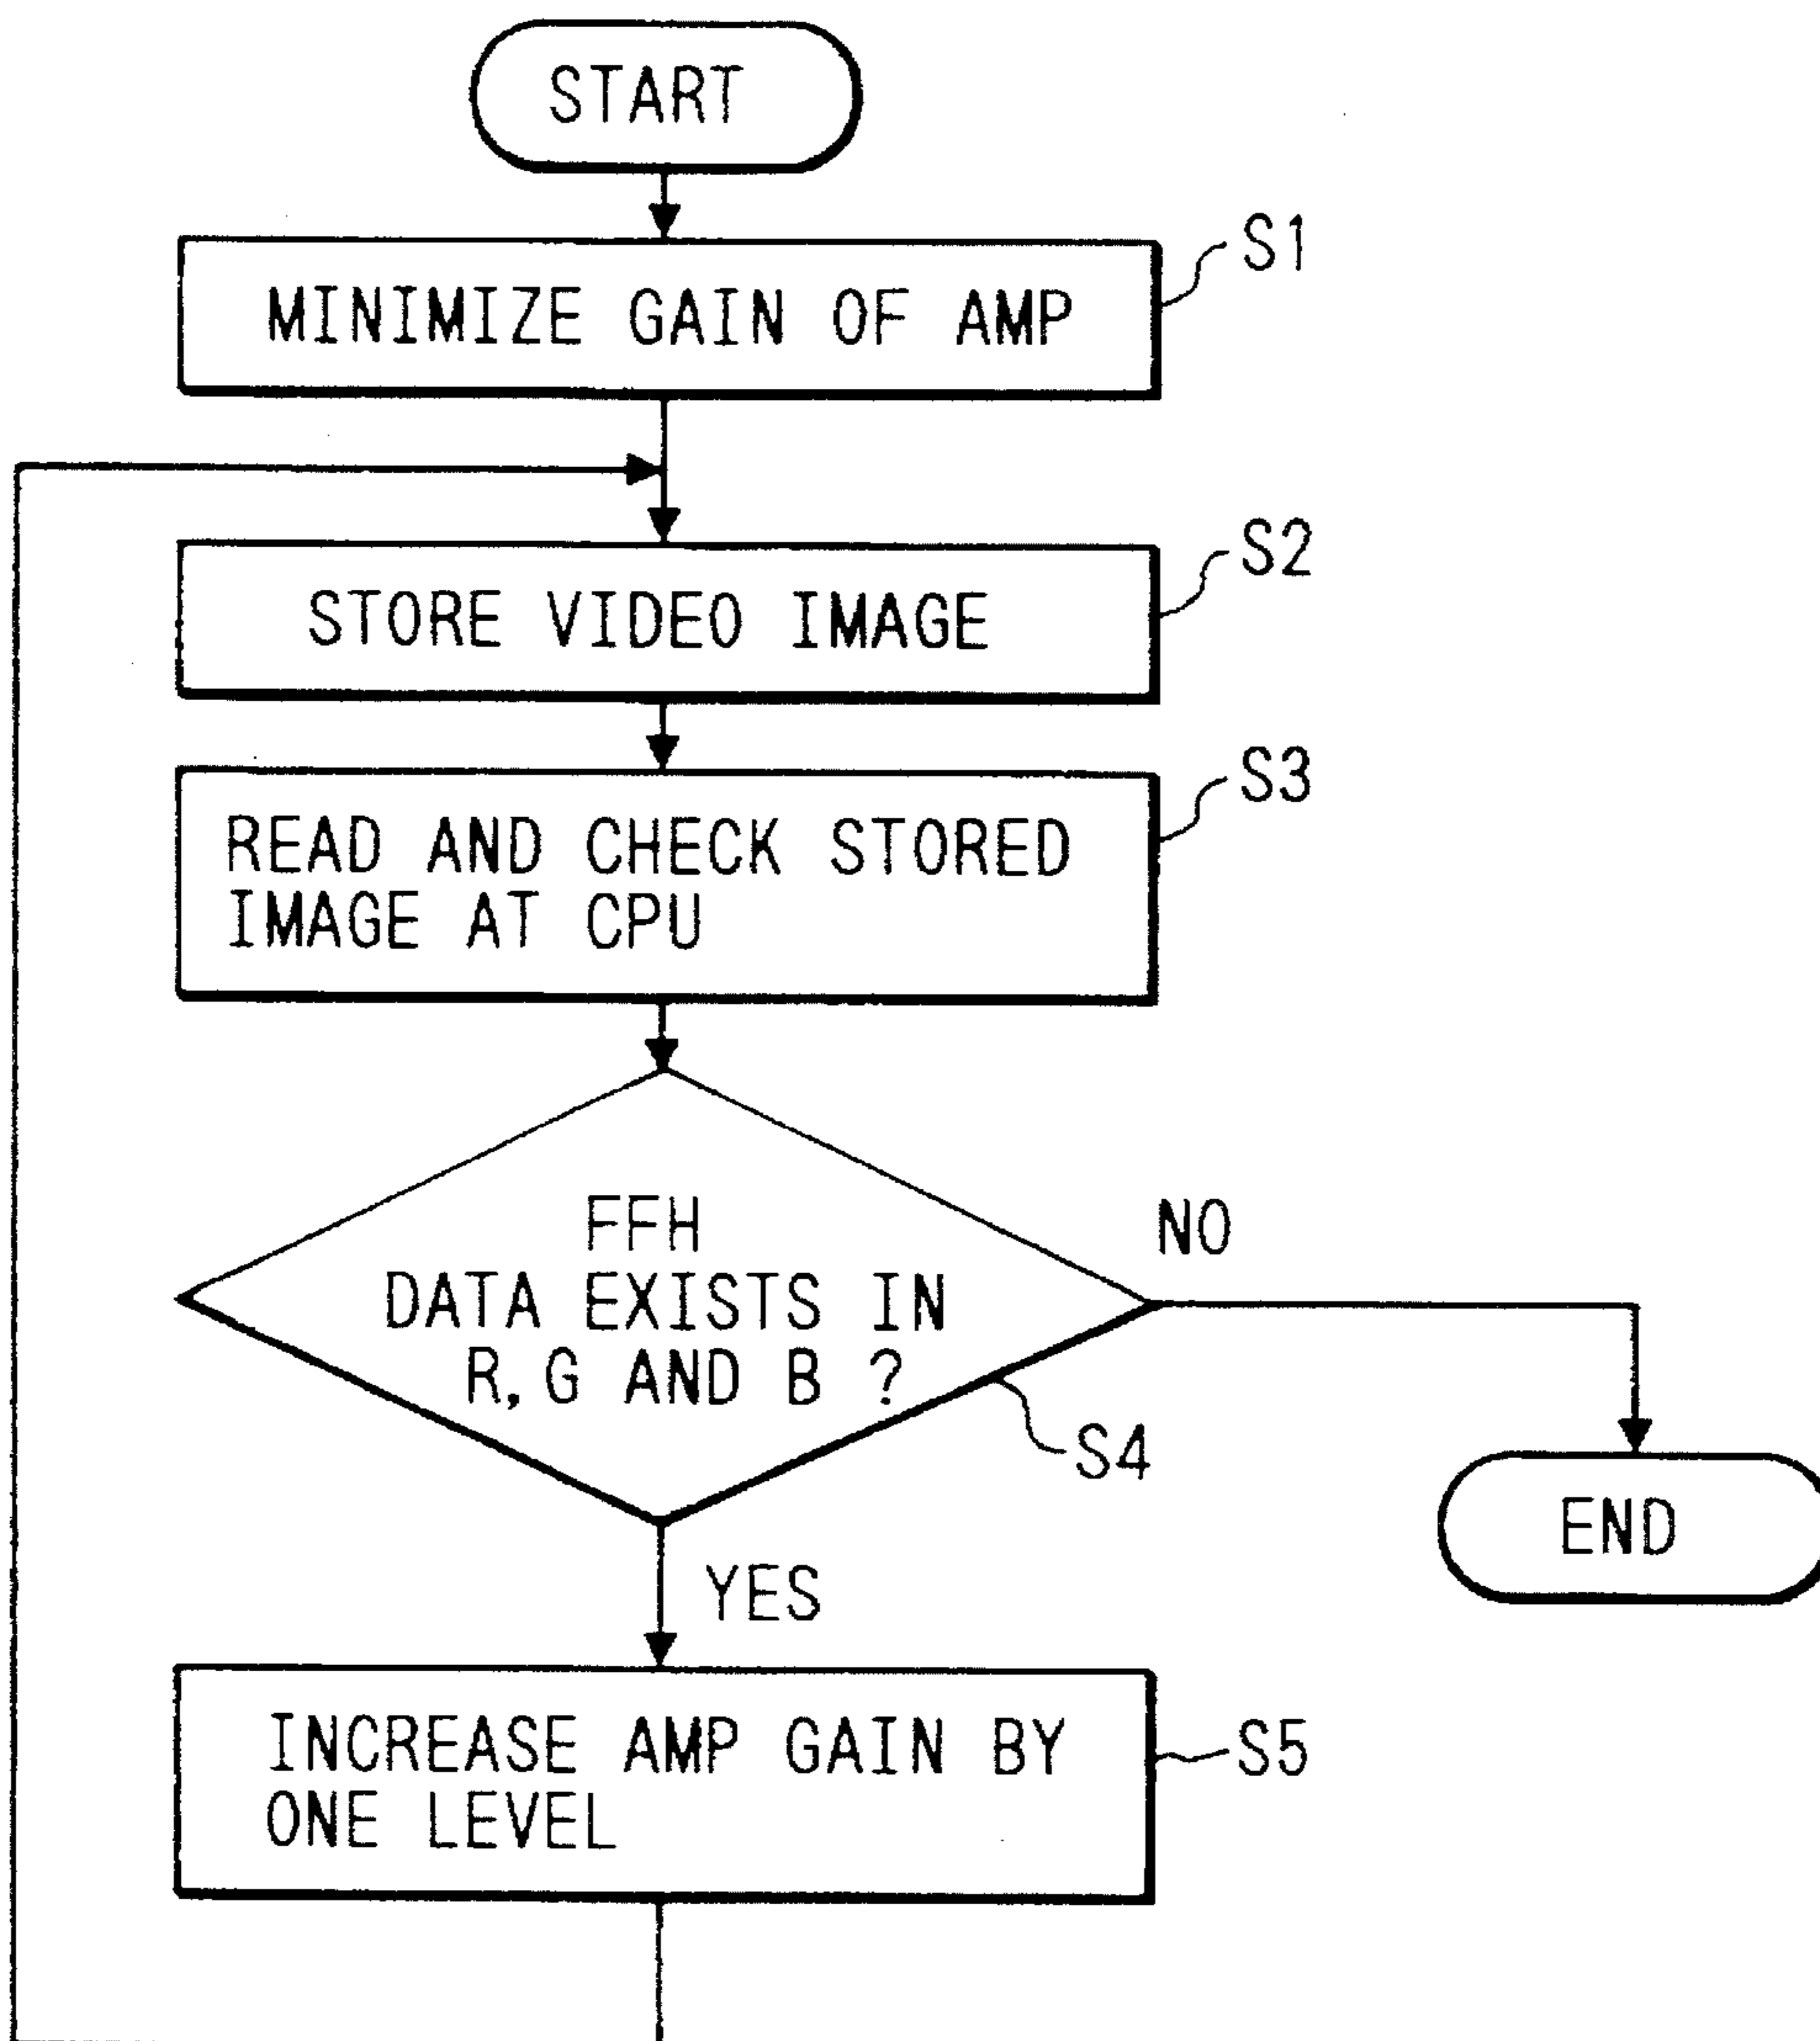 START
S1
MINIMIZE GAIN OF AMP
S2
STORE VIDEO IMAGE
S3
READ AND CHECK STORED
IMAGE AT CPU
FFH
DATA EXISTS IN
R,G AND B ?
NO
S4
END
YES
INCREASE AMP GAIN BY
ONE LEVEL
S5